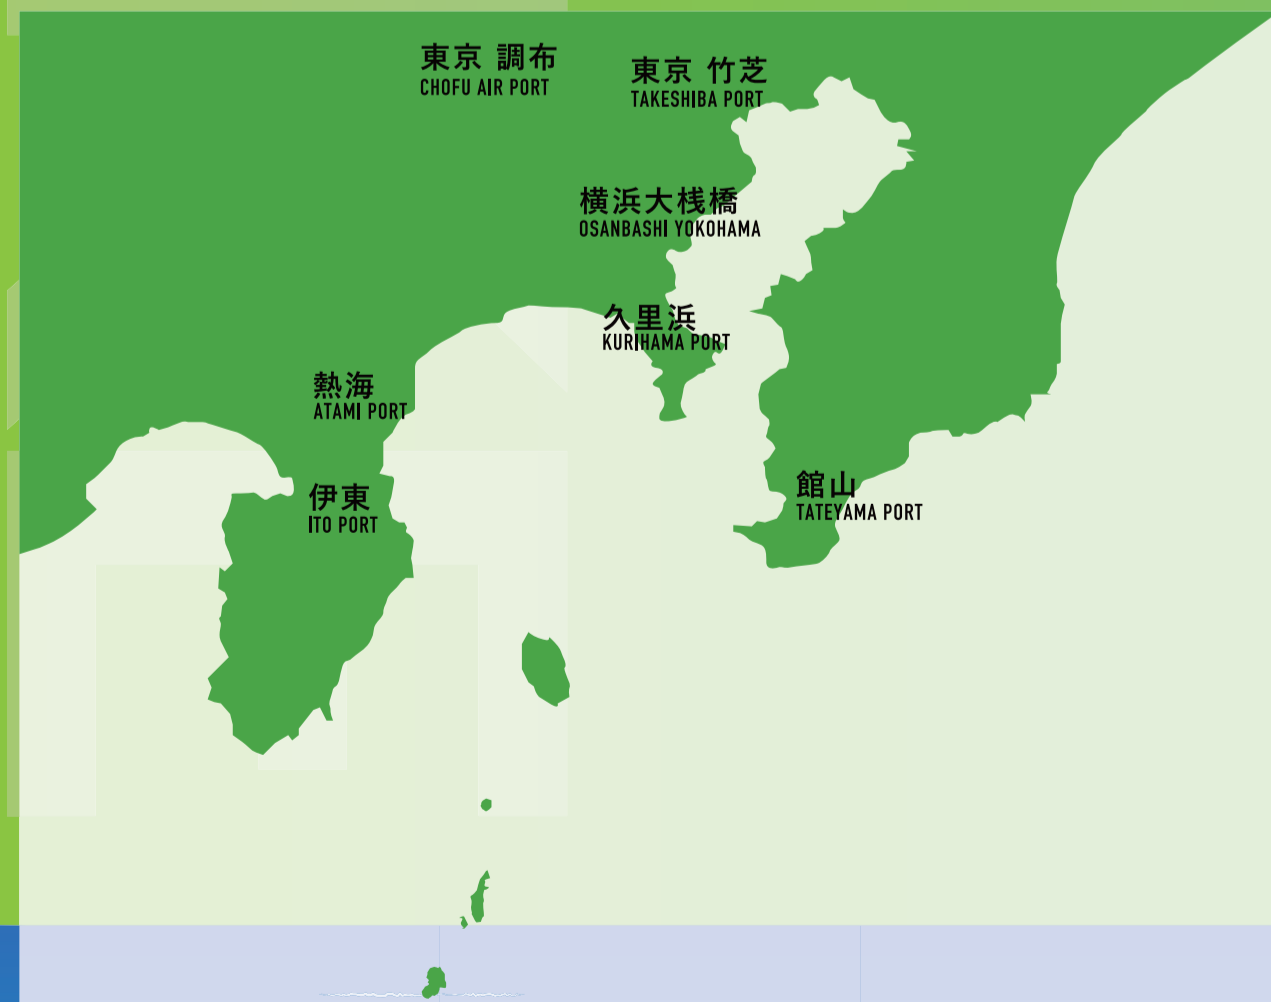 東京 調布
CHOFU AIR PORT
東京 竹芝
TAKESHIBA PORT
横浜大桟橋
OSANBASHI YOKOHAMA
久里浜
KURIHAMA PORT
熱海
ATAMI PORT
伊東
ITO PORT
館山
TATEYAMA PORT